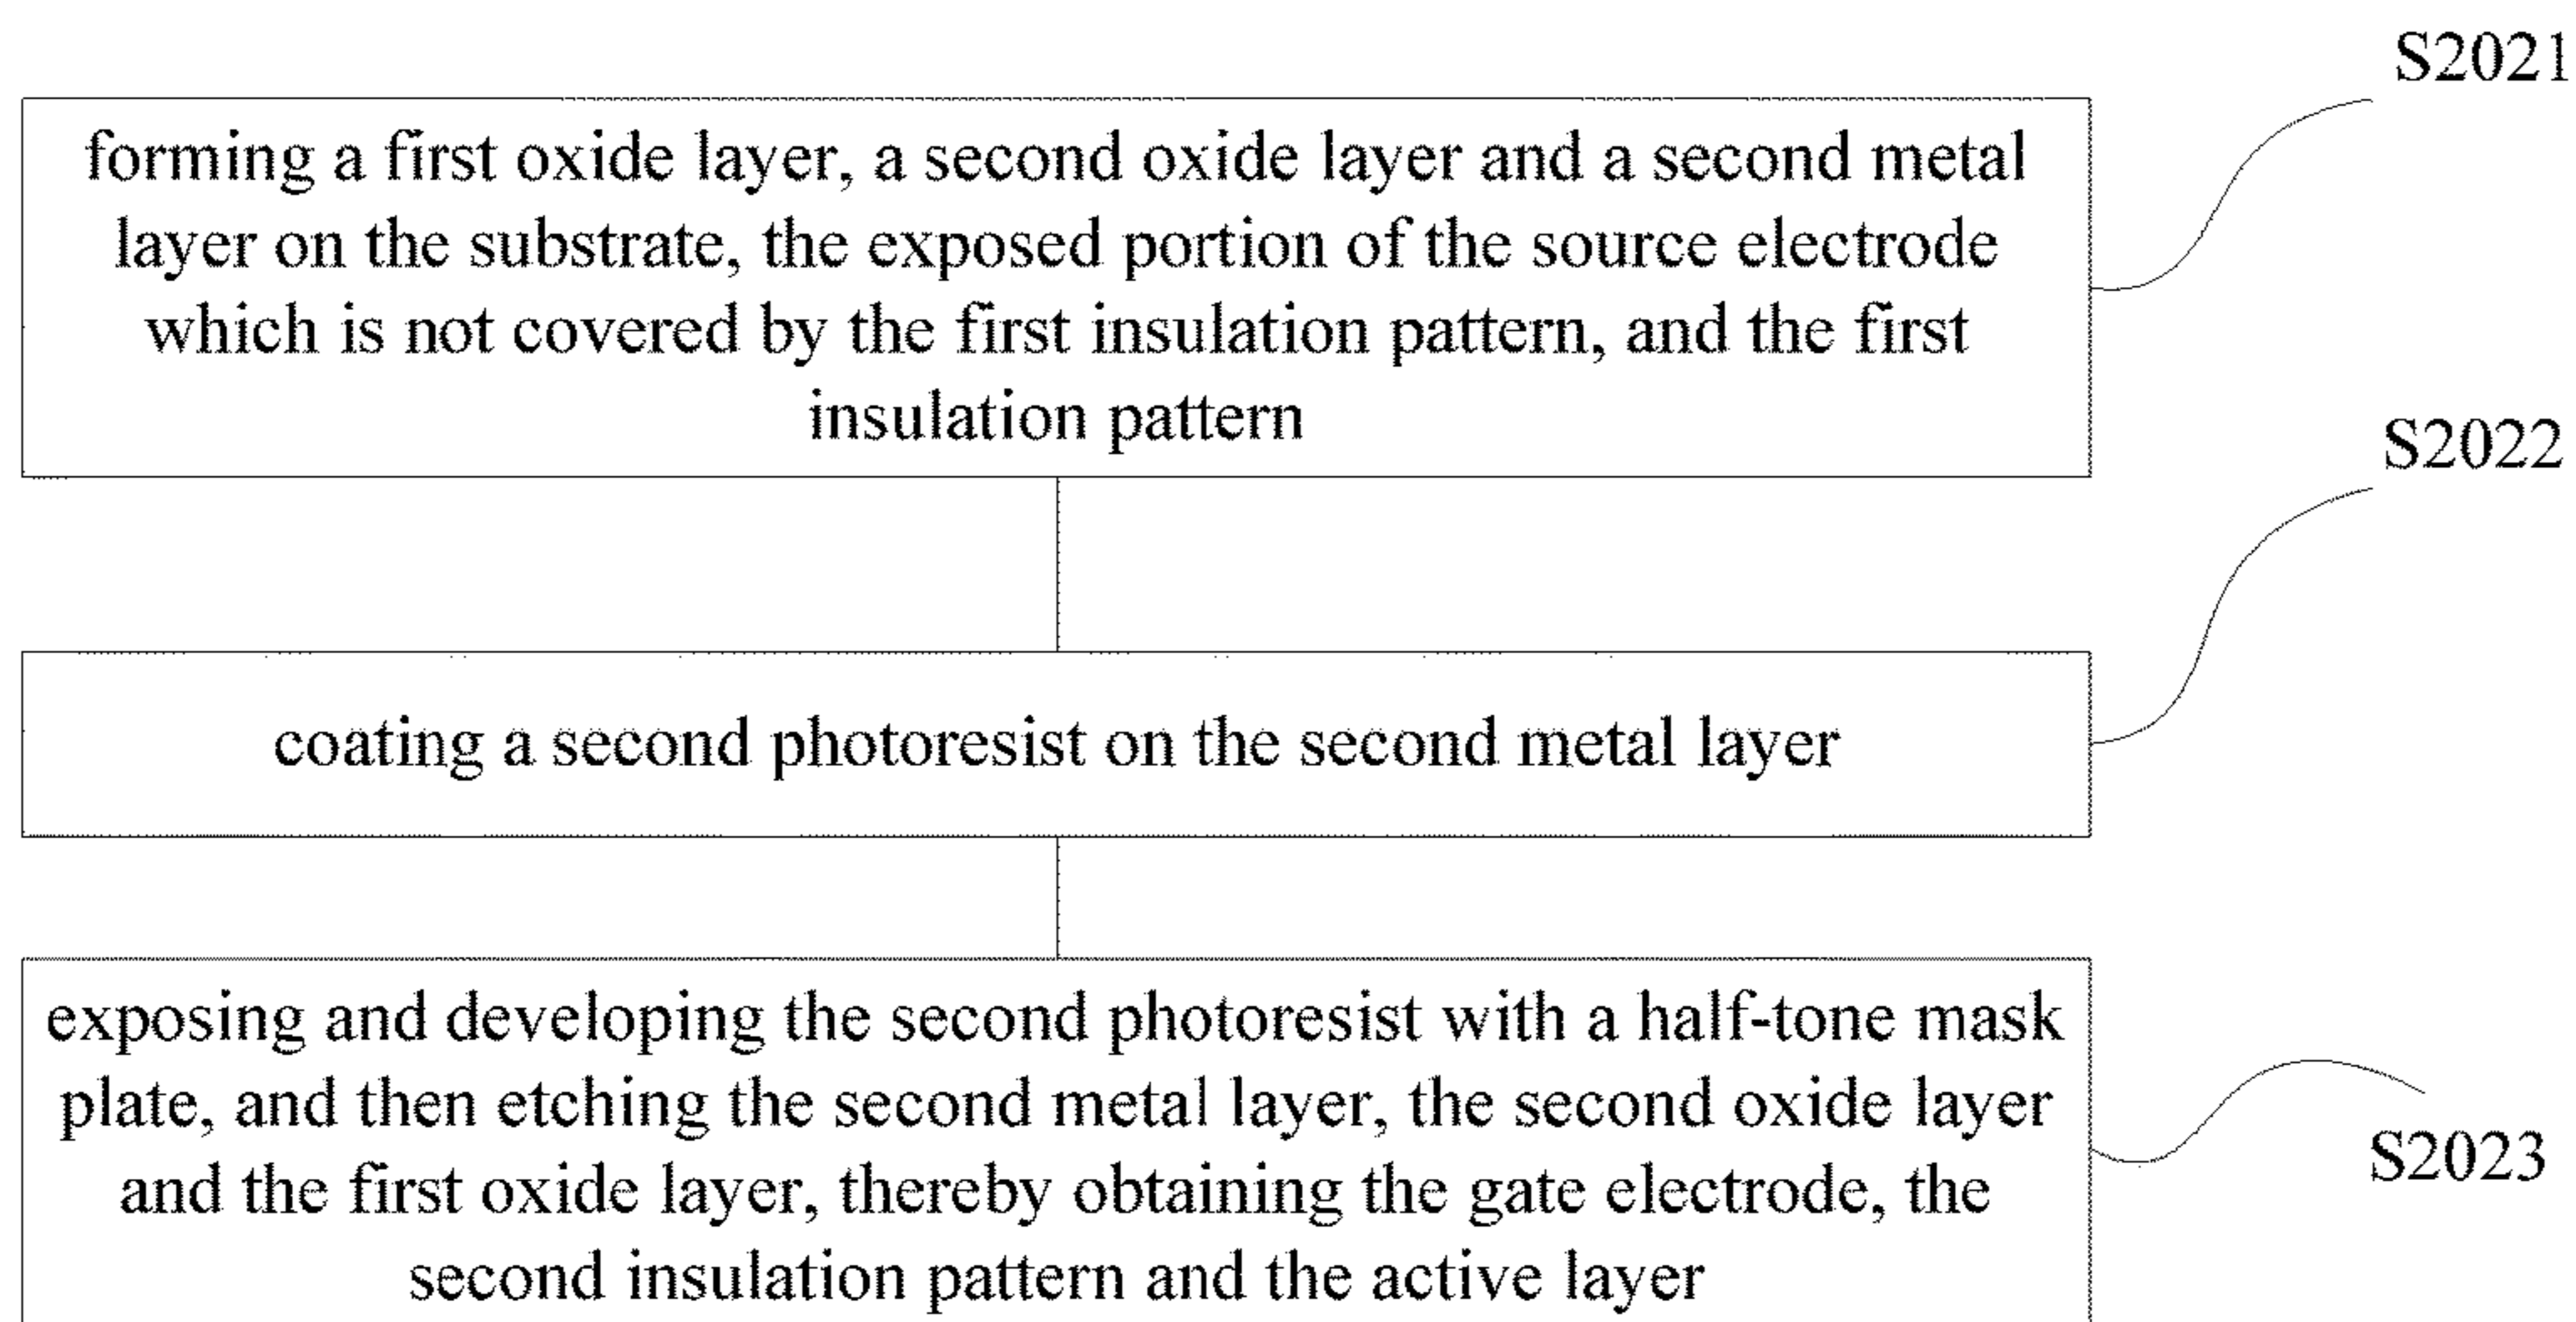 S2021
forming a first oxide layer, a second oxide layer and a second metal
layer on the substrate, the exposed portion of the source electrode
which is not covered by the first insulation pattern, and the first
insulation pattern
S2022
coating a second photoresist on the second metal layer
exposing and developing the second photoresist with a half-tone mask
plate, and then etching the second metal layer, the second oxide layer
and the first oxide layer, thereby obtaining the gate electrode, the
second insulation pattern and the active layer
S2023